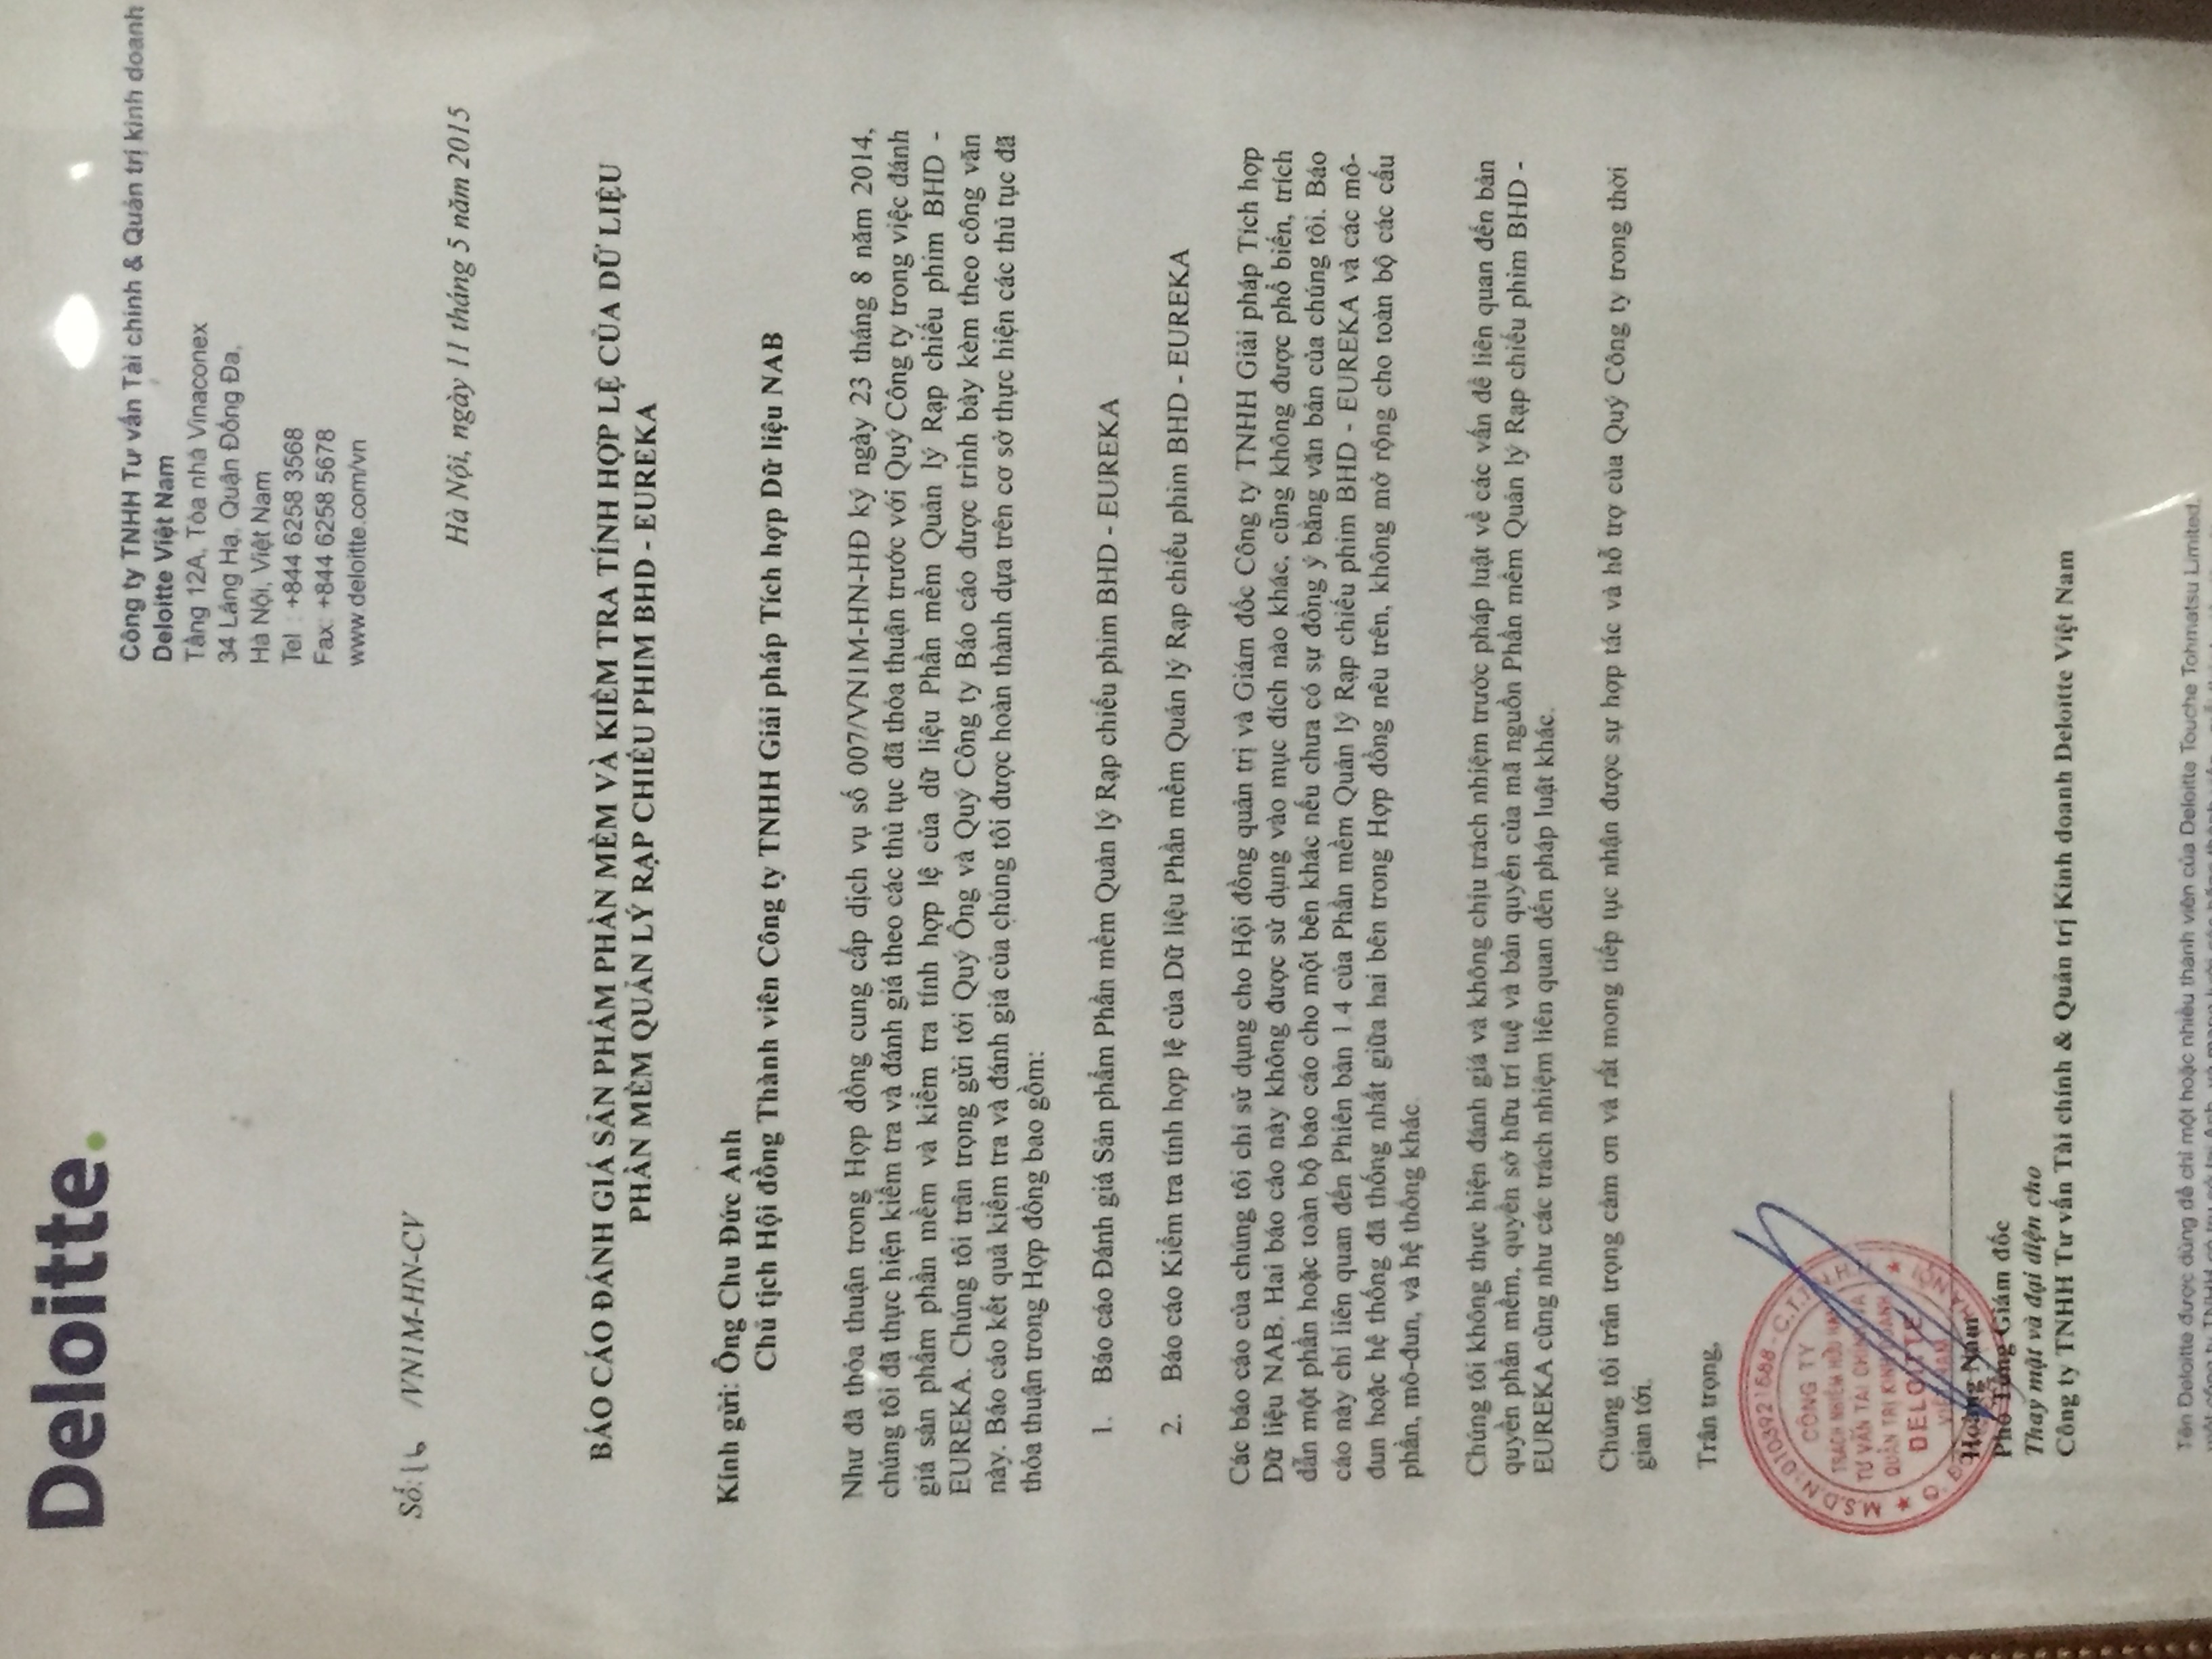 Deloitte.
Công ty TNHH Tư vấn Tài chính & Quản trị kinh doanh
Deloitte Việt Nam
Tầng 12A, Tòa nhà Vinaconex
34 Láng Hạ, Quận Đống Đa,
Hà Nội, Việt Nam
Tel : +844 6258 3568
Fax: +844 6258 5678
www.deloitte.com/vn
Số: 16 /VN1M-HN-CV
Hà Nội, ngày 11 tháng 5 năm 2015
BÁO CÁO ĐÁNH GIÁ SẢN PHẨM PHẦN MỀM VÀ KIỂM TRA TÍNH HỢP LỆ CỦA DỮ LIỆU
PHẦN MỀM QUẢN LÝ RẠP CHIẾU PHIM BHD - EUREKA
Kính gửi: Ông Chu Đức Anh
Chủ tịch Hội đồng Thành viên Công ty TNHH Giải pháp Tích hợp Dữ liệu NAB
Như đã thỏa thuận trong Hợp đồng cung cấp dịch vụ số 007/VN1M-HN-HĐ ký ngày 23 tháng 8 năm 2014,
chúng tôi đã thực hiện kiểm tra và đánh giá theo các thủ tục đã thỏa thuận trước với Quý Công ty trong việc đánh
giá sản phẩm phần mềm và kiểm tra tính hợp lệ của dữ liệu Phần mềm Quản lý Rạp chiếu phim BHD -
EUREKA. Chúng tôi trân trọng gửi tới Quý Ông và Quý Công ty Báo cáo được trình bày kèm theo công văn
này. Báo cáo kết quả kiểm tra và đánh giá của chúng tôi được hoàn thành dựa trên cơ sở thực hiện các thủ tục đã
thỏa thuận trong Hợp đồng bao gồm:
1. Báo cáo Đánh giá Sản phẩm Phần mềm Quản lý Rạp chiếu phim BHD - EUREKA
2. Báo cáo Kiểm tra tính hợp lệ của Dữ liệu Phần mềm Quản lý Rạp chiếu phim BHD - EUREKA
Các báo cáo của chúng tôi chỉ sử dụng cho Hội đồng quản trị và Giám đốc Công ty TNHH Giải pháp Tích hợp
Dữ liệu NAB. Hai báo cáo này không được sử dụng vào mục đích nào khác, cũng không được phổ biến, trích
dẫn một phần hoặc toàn bộ báo cáo cho một bên khác nếu chưa có sự đồng ý bằng văn bản của chúng tôi. Báo
cáo này chỉ liên quan đến Phiên bản 1.4 của Phần mềm Quản lý Rạp chiếu phim BHD - EUREKA và các mô-
đun hoặc hệ thống đã thống nhất giữa hai bên trong Hợp đồng nêu trên, không mở rộng cho toàn bộ các cấu
phần, mô-đun, và hệ thống khác.
Chúng tôi không thực hiện đánh giá và không chịu trách nhiệm trước pháp luật về các vấn đề liên quan đến bản
quyền phần mềm, quyền sở hữu trí tuệ và bản quyền của mã nguồn Phần mềm Quản lý Rạp chiếu phim BHD -
EUREKA cũng như các trách nhiệm liên quan đến pháp luật khác.
Chúng tôi trân trọng cảm ơn và rất mong tiếp tục nhận được sự hợp tác và hỗ trợ của Quý Công ty trong thời
gian tới.
Trân trọng,
M.S.D.N: 0103921588 - C.T.T.N.H.H
CÔNG TY
TRÁCH NHIỆM HỮU HẠN
TƯ VẤN TÀI CHÍNH VÀ
QUẢN TRỊ KINH DOANH
DELOITTE
VIỆT NAM
Hoàng Nam
Phó Tổng Giám đốc
Thay mặt và đại diện cho
Công ty TNHH Tư vấn Tài chính & Quản trị Kinh doanh Deloitte Việt Nam
Tên Deloitte được dùng để chỉ một hoặc nhiều thành viên của Deloitte Touche Tohmatsu Limited,